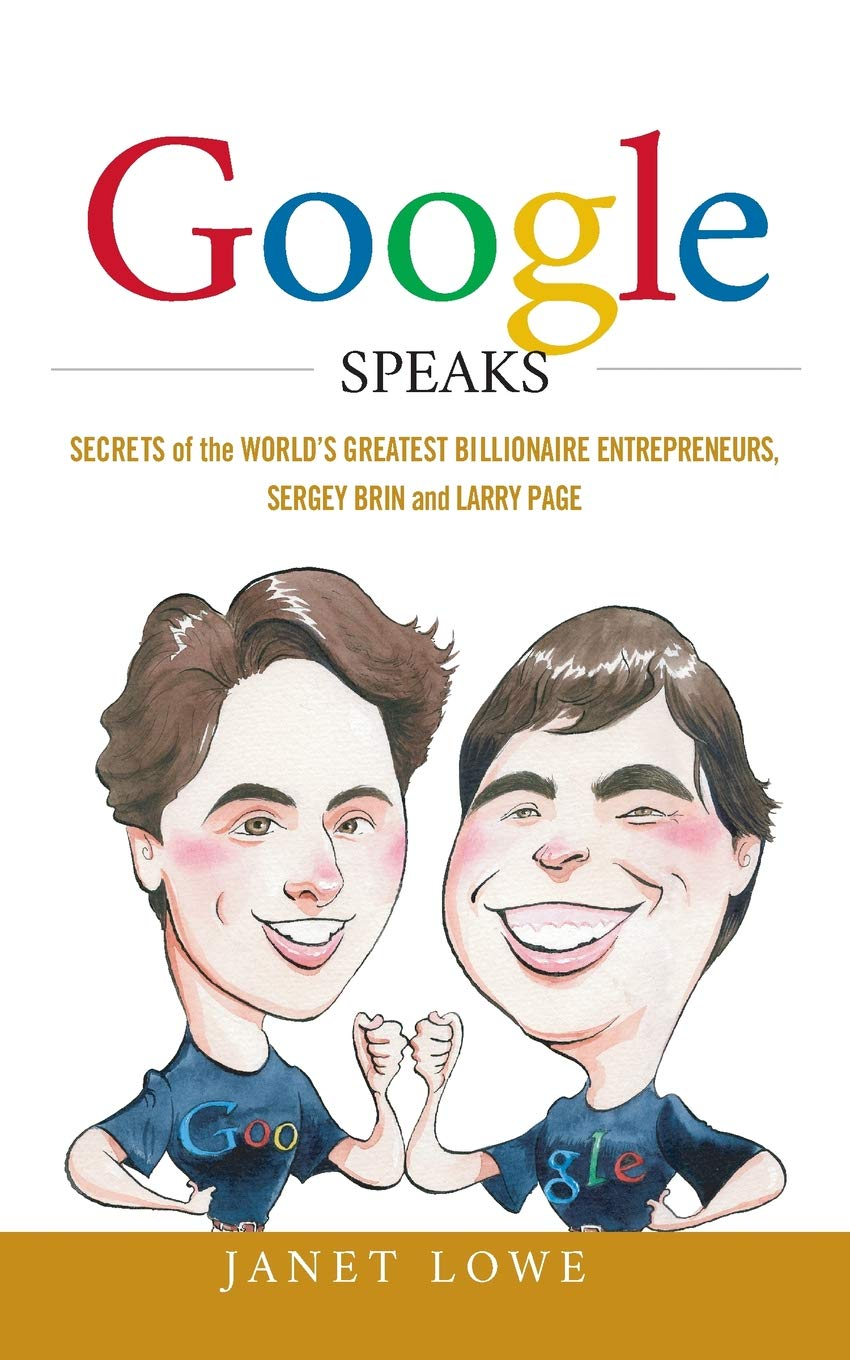 Google
SPEAKS
SECRETS of the WORLD'S GREATEST BILLIONAIRE ENTREPRENEURS,
SERGEY BRIN and LARRY PAGE
Goo gle
JANET LOWE